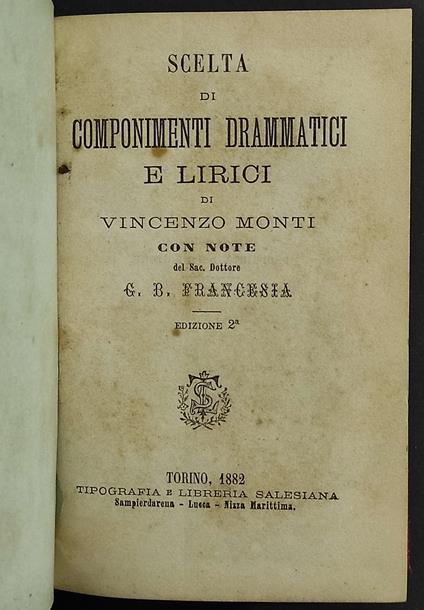 SCELTA
DI
COMPONIMENTI DRAMMATICI
E LIRICI
DI
VINCENZO MONTI
CON NOTE
del Sac. Dottore
G. B. FRANCESIA
EDIZIONE 2ª
TORINO, 1882
TIPOGRAFIA E LIBRERIA SALESIANA
Sampierdarena - Lucca - Nizza Marittima.